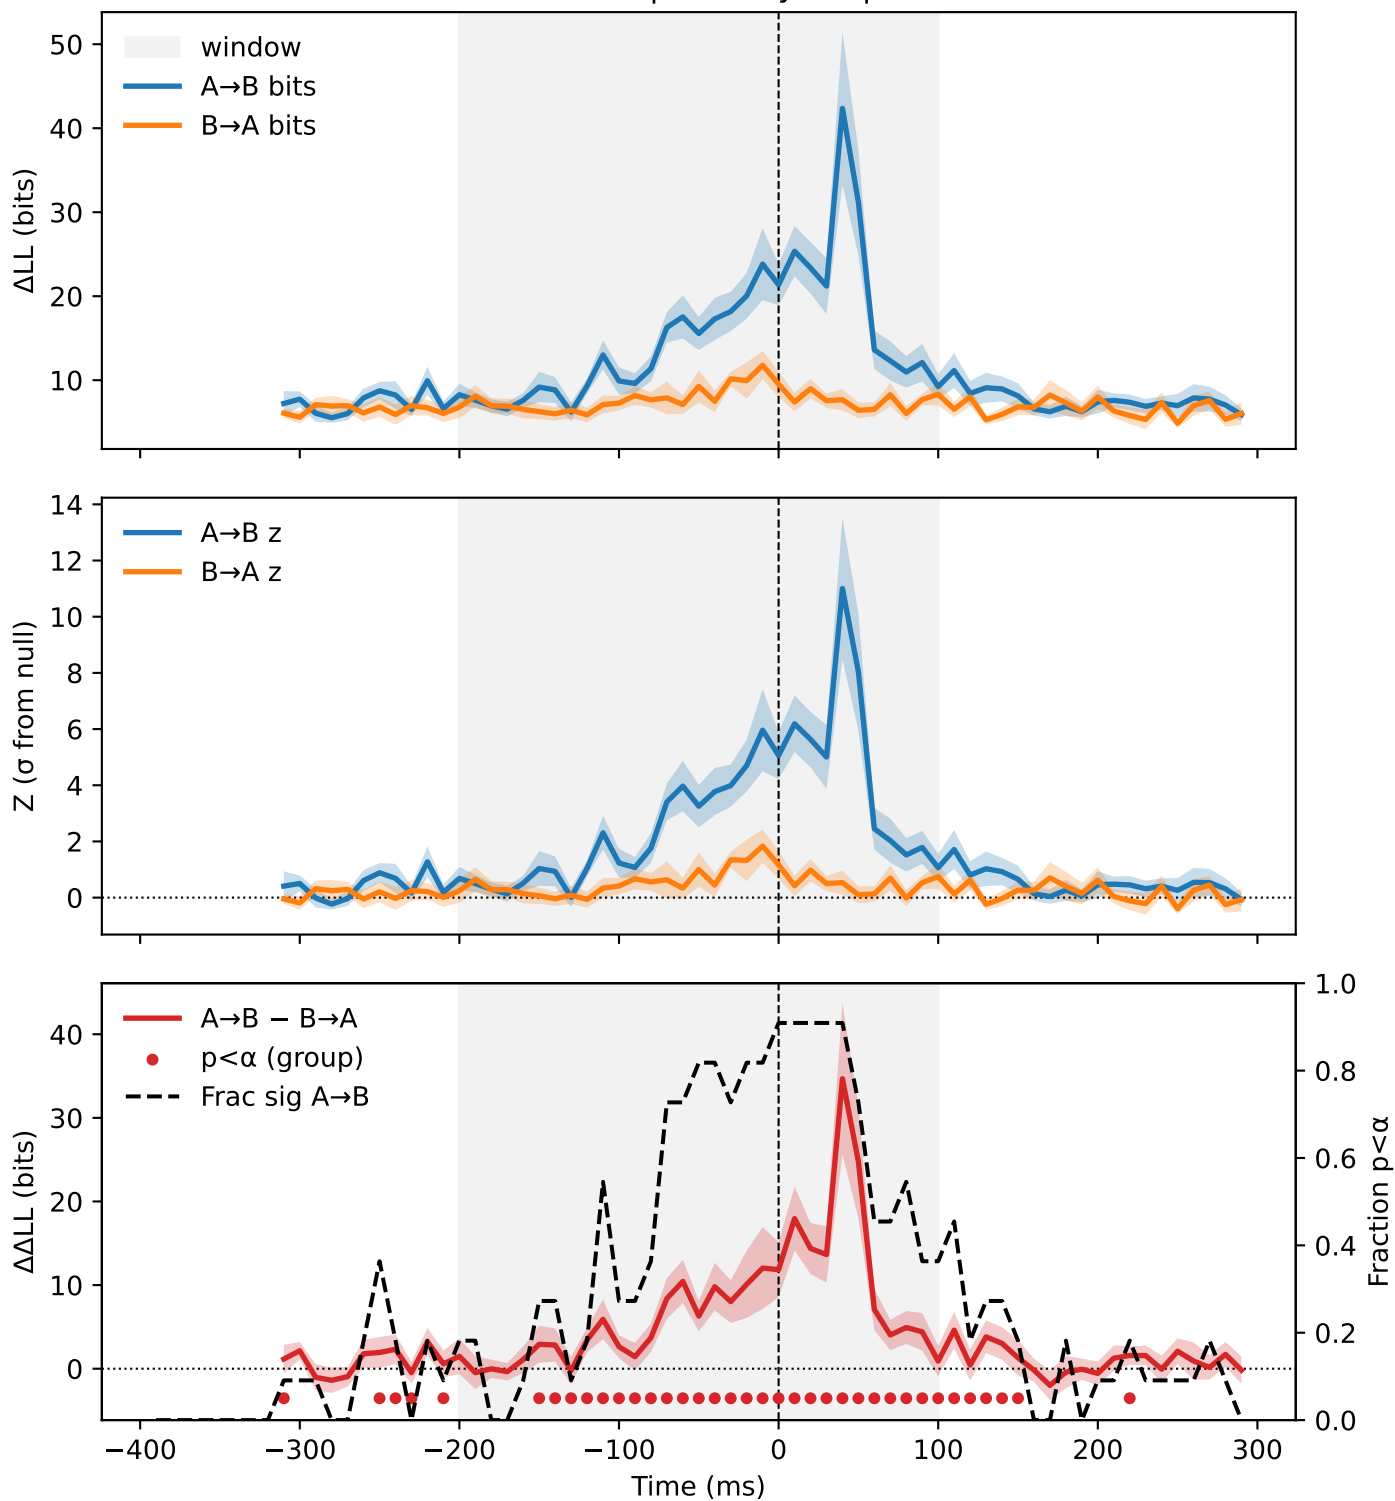 50
40
30
20
10
ΔLL (bits)
window
A→B bits
B→A bits
14
12
10
8
6
4
2
0
Z (σ from null)
A→B z
B→A z
40
30
20
10
0
ΔΔLL (bits)
A→B − B→A
p<α (group)
Frac sig A→B
1.0
0.8
0.6
0.4
0.2
0.0
Fraction p<α
−400 −300 −200 −100 0 100 200 300
Time (ms)